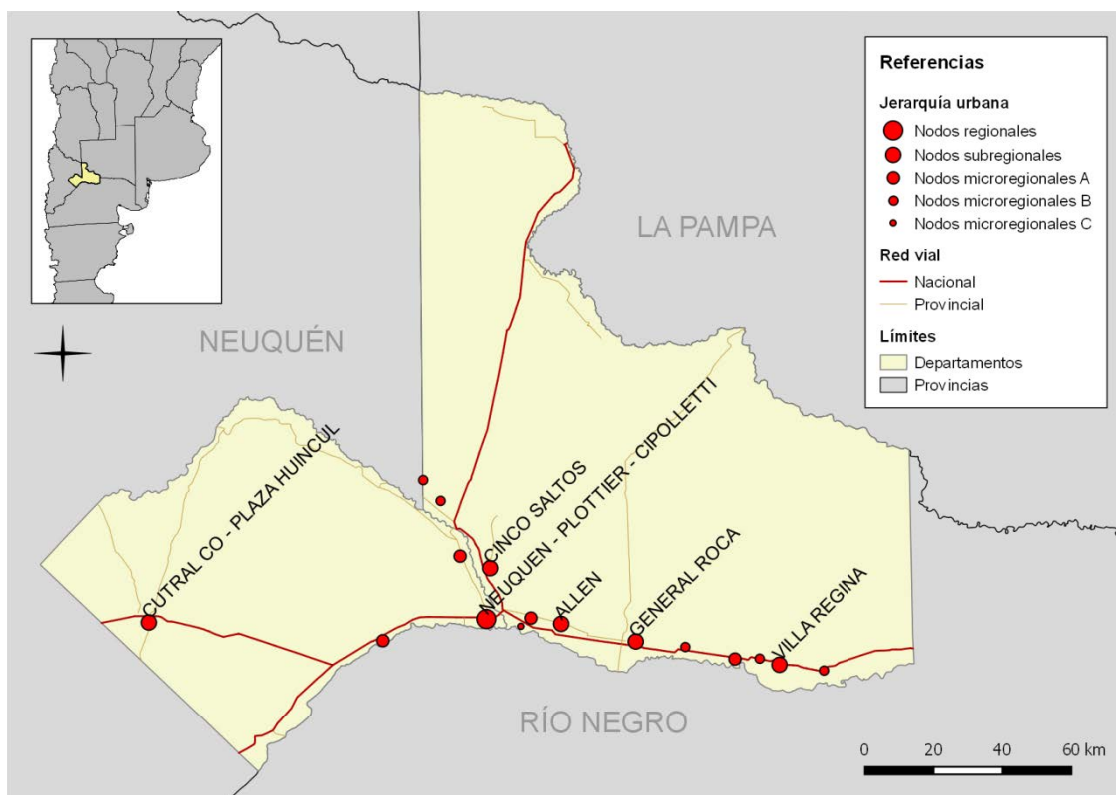 Referencias
Jerarquía urbana
Nodos regionales
Nodos subregionales
Nodos microregionales A
Nodos microregionales B
Nodos microregionales C
Red vial
Nacional
Provincial
Límites
Departamentos
Provincias
LA PAMPA
NEUQUÉN
CUTRAL CO - PLAZA HUINCUL
CINCO SALTOS
NEUQUEN - PLOTTIER - CIPOLLETTI
ALLEN
GENERAL ROCA
VILLA REGINA
RÍO NEGRO
0 20 40 60 km